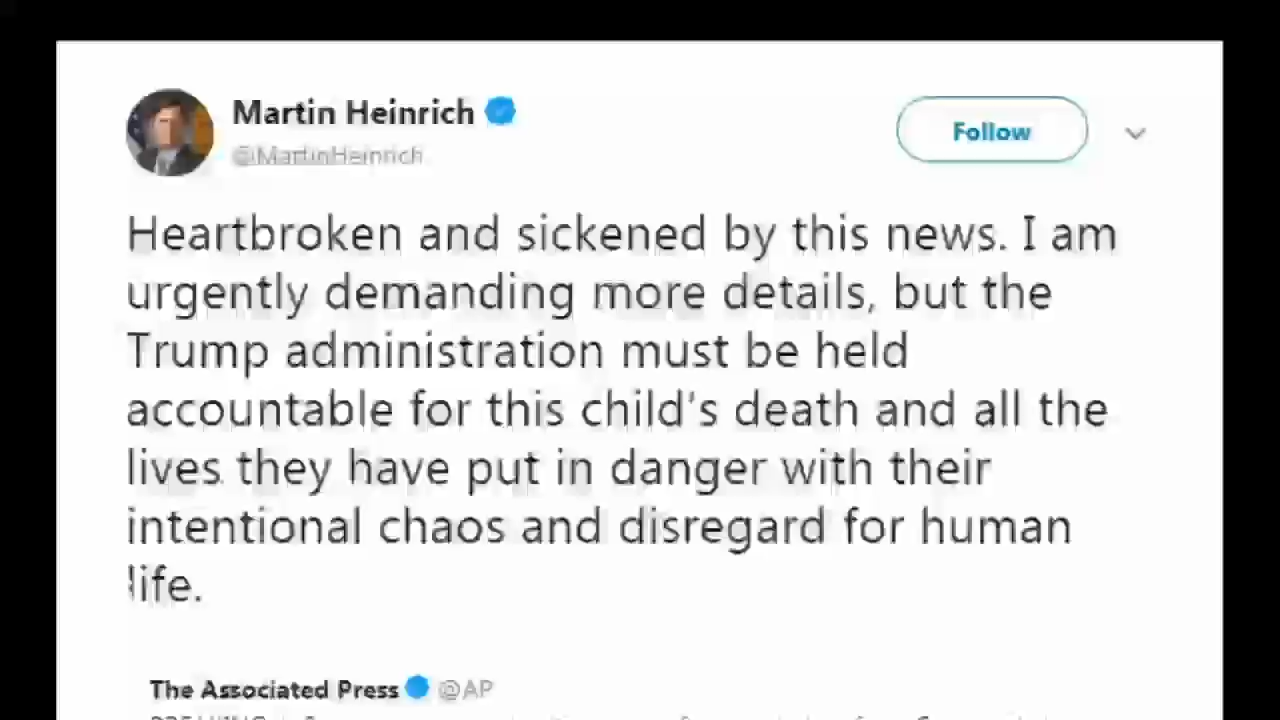 Martin Heinrich
@MartinHeinrich
Follow
Heartbroken and sickened by this news. I am
urgently demanding more details, but the
Trump administration must be held
accountable for this child's death and all the
lives they have put in danger with their
intentional chaos and disregard for human
life.
The Associated Press @AP